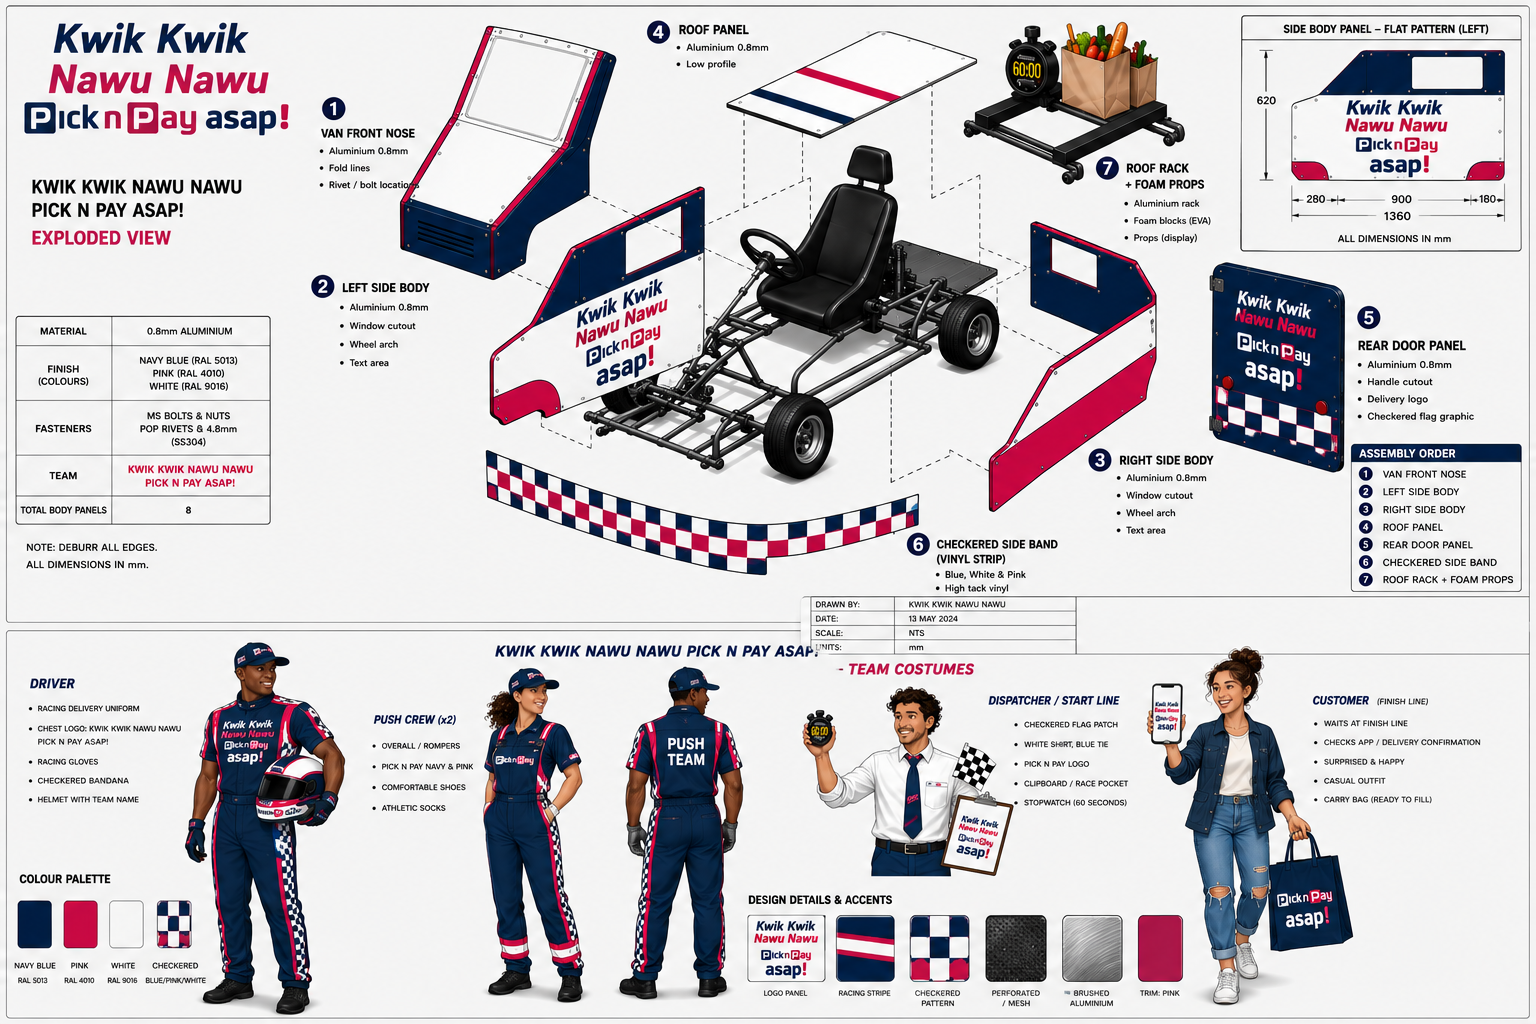 Kwik Kwik
Nawu Nawu
Pick n Pay asap!
KWIK KWIK NAWU NAWU
PICK N PAY ASAP!
EXPLODED VIEW
MATERIAL
0.8mm ALUMINIUM
FINISH
(COLOURS)
NAVY BLUE (RAL 5013)
PINK (RAL 4010)
WHITE (RAL 9016)
FASTENERS
MS BOLTS & NUTS
POP RIVETS & 4.8mm
(SS304)
TEAM
KWIK KWIK NAWU NAWU
PICK N PAY ASAP!
TOTAL BODY PANELS
8
NOTE: DEBURR ALL EDGES.
ALL DIMENSIONS IN mm.
1
VAN FRONT NOSE
• Aluminium 0.8mm
• Fold lines
• Rivet / bolt locations
2 LEFT SIDE BODY
• Aluminium 0.8mm
• Window cutout
• Wheel arch
• Text area
Kwik Kwik
Nawu Nawu
Pick n Pay
asap!
4 ROOF PANEL
• Aluminium 0.8mm
• Low profile
60:00
7 ROOF RACK
+ FOAM PROPS
• Aluminium rack
• Foam blocks (EVA)
• Props (display)
SIDE BODY PANEL – FLAT PATTERN (LEFT)
620
Kwik Kwik
Nawu Nawu
Pick n Pay
asap!
280
900
180
1360
ALL DIMENSIONS IN mm
Kwik Kwik
Nawu Nawu
Pick n Pay
asap!
5
REAR DOOR PANEL
• Aluminium 0.8mm
• Handle cutout
• Delivery logo
• Checkered flag graphic
3 RIGHT SIDE BODY
• Aluminium 0.8mm
• Window cutout
• Wheel arch
• Text area
6 CHECKERED SIDE BAND
(VINYL STRIP)
• Blue, White & Pink
• High tack vinyl
ASSEMBLY ORDER
1 VAN FRONT NOSE
2 LEFT SIDE BODY
3 RIGHT SIDE BODY
4 ROOF PANEL
5 REAR DOOR PANEL
6 CHECKERED SIDE BAND
7 ROOF RACK + FOAM PROPS
DRAWN BY:
KWIK KWIK NAWU NAWU
DATE:
13 MAY 2024
SCALE:
NTS
UNITS:
mm
KWIK KWIK NAWU NAWU PICK N PAY ASAP!
- TEAM COSTUMES
DRIVER
• RACING DELIVERY UNIFORM
• CHEST LOGO: KWIK KWIK NAWU NAWU
PICK N PAY ASAP!
• RACING GLOVES
• CHECKERED BANDANA
• HELMET WITH TEAM NAME
Kwik Kwik
Nawu Nawu
Pick n Pay
asap!
PUSH CREW (x2)
• OVERALL / ROMPERS
• PICK N PAY NAVY & PINK
• COMFORTABLE SHOES
• ATHLETIC SOCKS
Pick n Pay
PUSH
TEAM
DISPATCHER / START LINE
• CHECKERED FLAG PATCH
• WHITE SHIRT, BLUE TIE
• PICK N PAY LOGO
• CLIPBOARD / RACE POCKET
• STOPWATCH (60 SECONDS)
Kwik Kwik
Nawu Nawu
Pick n Pay
asap!
Kwik Kwik
Nawu Nawu
Pick n Pay
asap!
CUSTOMER (FINISH LINE)
• WAITS AT FINISH LINE
• CHECKS APP / DELIVERY CONFIRMATION
• SURPRISED & HAPPY
• CASUAL OUTFIT
• CARRY BAG (READY TO FILL)
Pick n Pay
asap!
COLOUR PALETTE
NAVY BLUE
RAL 5013
PINK
RAL 4010
WHITE
RAL 9016
CHECKERED
BLUE/PINK/WHITE
DESIGN DETAILS & ACCENTS
Kwik Kwik
Nawu Nawu
Pick n Pay
asap!
LOGO PANEL
RACING STRIPE
CHECKERED
PATTERN
PERFORATED
/ MESH
BRUSHED
ALUMINIUM
TRIM: PINK